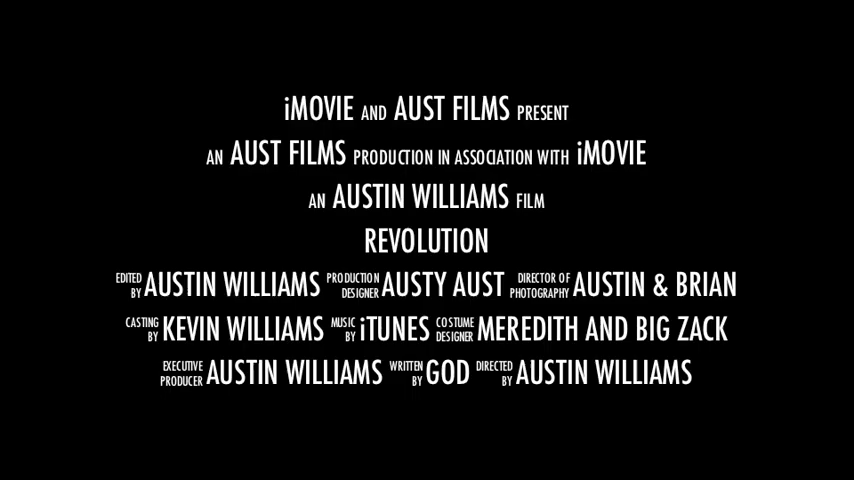 iMOVIE AND AUST FILMS PRESENT
AN AUST FILMS PRODUCTION IN ASSOCIATION WITH iMOVIE
AN AUSTIN WILLIAMS FILM
REVOLUTION
EDITED BY AUSTIN WILLIAMS PRODUCTION DESIGNER AUSTY AUST DIRECTOR OF PHOTOGRAPHY AUSTIN & BRIAN
CASTING BY KEVIN WILLIAMS MUSIC BY iTUNES COSTUME DESIGNER MEREDITH AND BIG ZACK
EXECUTIVE PRODUCER AUSTIN WILLIAMS WRITTEN BY GOD DIRECTED BY AUSTIN WILLIAMS